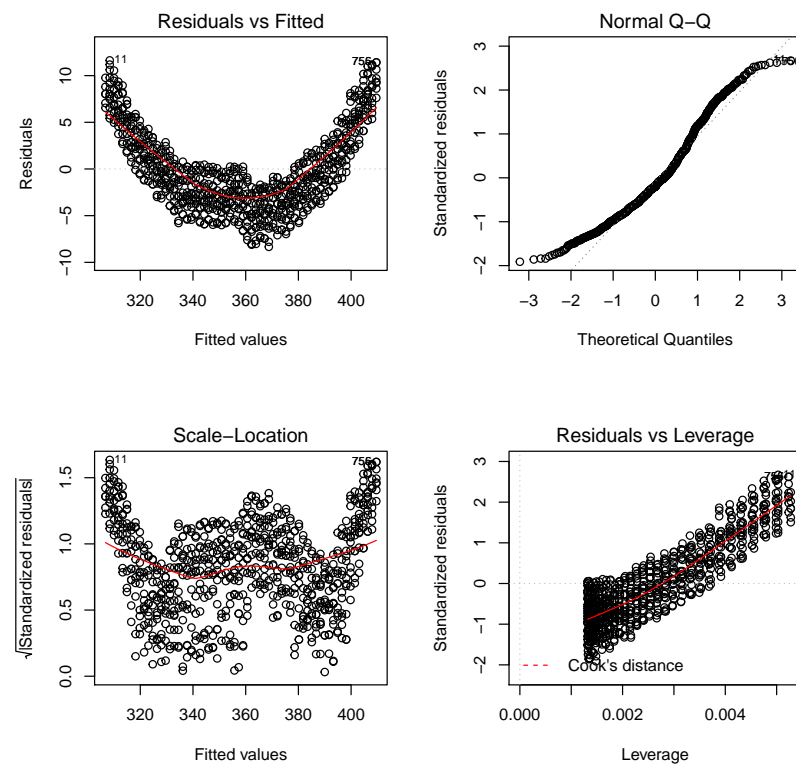 Residuals vs Fitted
11
755
10
5
0
−5
−10
Residuals
320 340 360 380 400
Fitted values
Normal Q−Q
3
2
1
0
−1
−2
Standardized residuals
−3 −2 −1 0 1 2 3
Theoretical Quantiles
Scale−Location
11
1.5
1.0
0.5
0.0
√|Standardized residuals|
320 340 360 380 400
Fitted values
Residuals vs Leverage
3
2
1
0
−1
−2
Standardized residuals
Cook's distance
0.000 0.002 0.004
Leverage